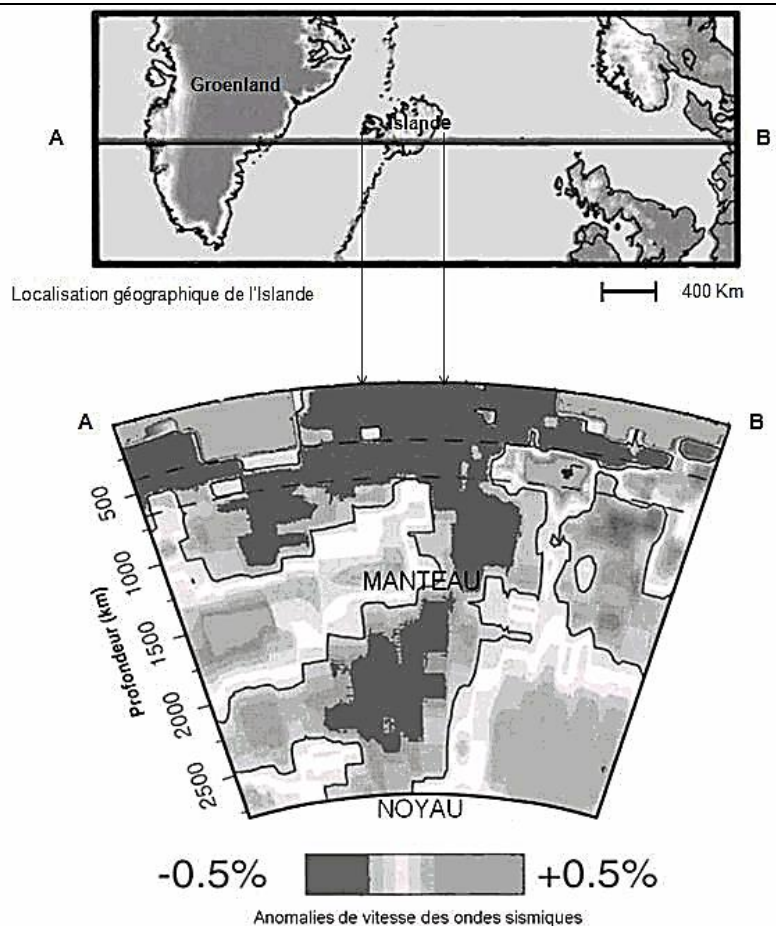 Groenland
Islande
A
B
Localisation géographique de l'Islande
400 Km
A
B
500
1000
1500
2000
2500
Profondeur (km)
MANTEAU
NOYAU
-0.5%
+0.5%
Anomalies de vitesse des ondes sismiques